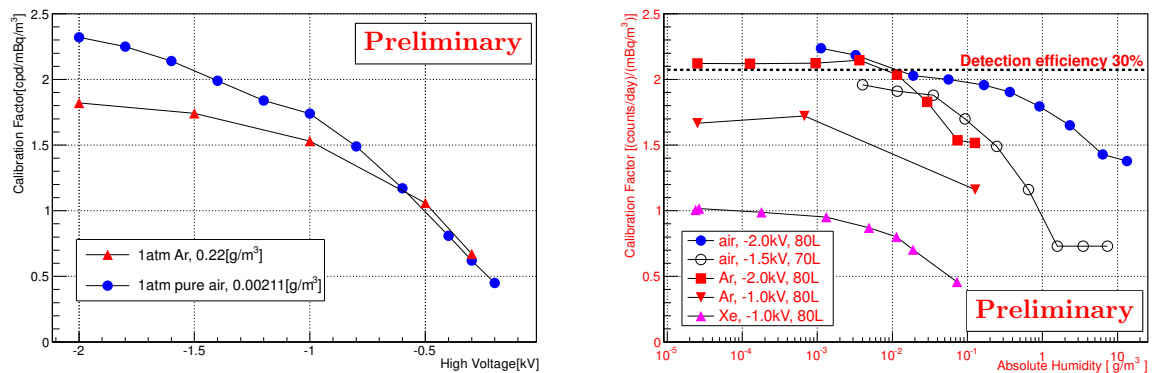 Calibration Factor[cpd/mBq/m³]
2.5
2
1.5
1
0.5
0
Preliminary
1atm Ar, 0.22[g/m³]
1atm pure air, 0.00211[g/m³]
-2
-1.5
-1
-0.5
High Voltage[kV]
Calibration Factor [(counts/day)/(mBq/m³)]
2.5
2
1.5
1
0.5
0
Detection efficiency 30%
air, -2.0kV, 80L
air, -1.5kV, 70L
Ar, -2.0kV, 80L
Ar, -1.0kV, 80L
Xe, -1.0kV, 80L
Preliminary
10⁻⁵
10⁻⁴
10⁻³
10⁻²
10⁻¹
1
10
Absolute Humidity [ g/m³ ]